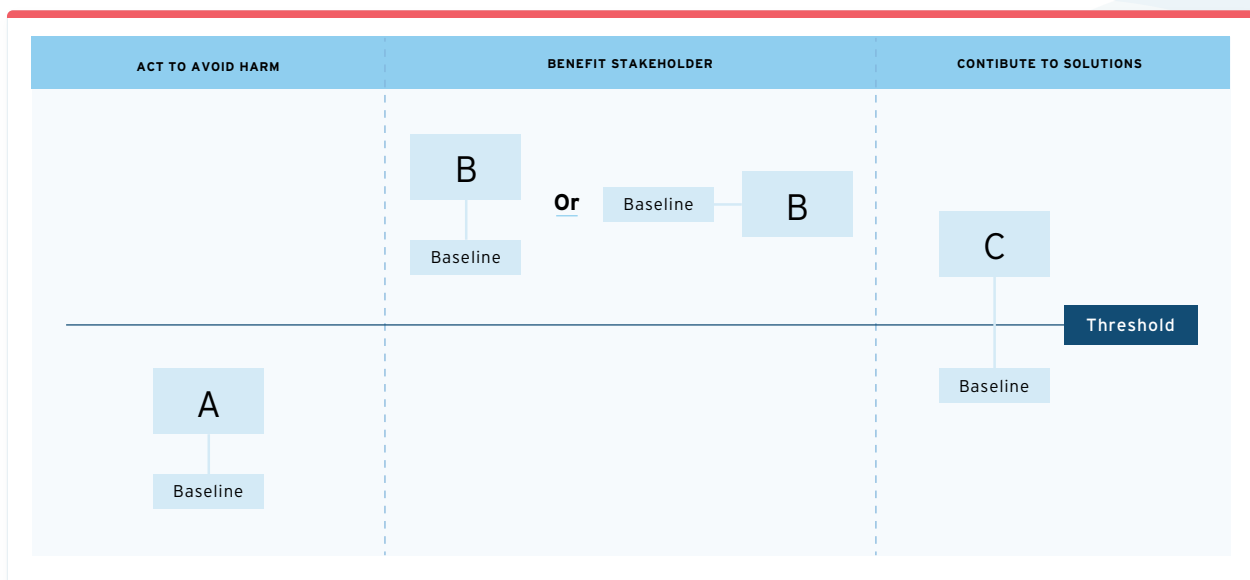 ACT TO AVOID HARM
BENEFIT STAKEHOLDER
CONTIBUTE TO SOLUTIONS
B
Baseline
Or
Baseline
B
C
Baseline
Threshold
A
Baseline